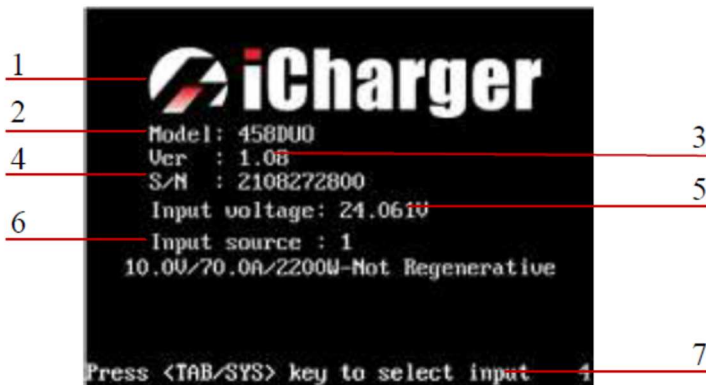 1
iCharger
2
Model: 458DUO
3
Ver : 1.08
4
S/N : 2108272800
5
Input voltage: 24.061V
6
Input source : 1
10.0V/70.0A/2200W-Not Regenerative
7
Press <TAB/SYS> key to select input 4